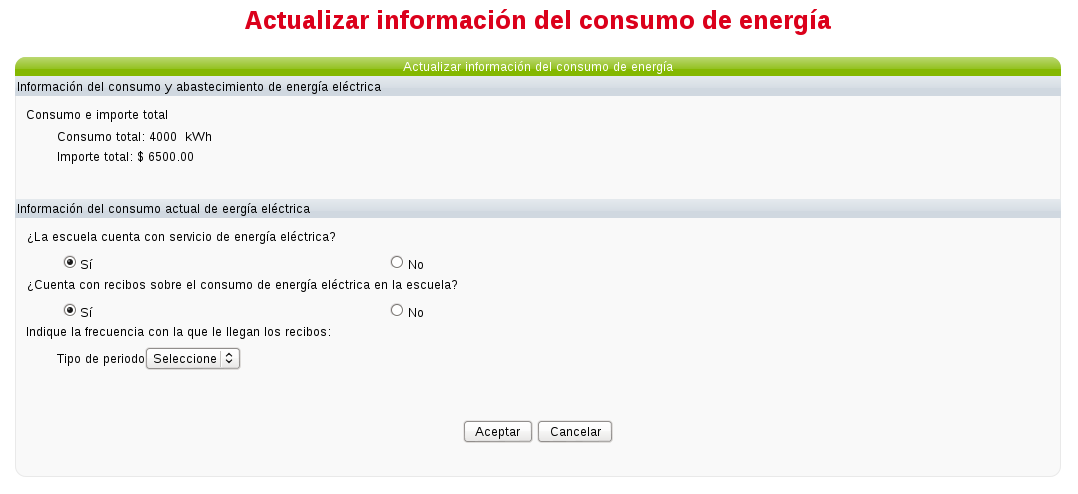 Actualizar información del consumo de energía
Actualizar información del consumo de energía
Información del consumo y abastecimiento de energía eléctrica
Consumo e importe total
Consumo total: 4000 kWh
Importe total: $ 6500.00
Información del consumo actual de eergía eléctrica
¿La escuela cuenta con servicio de energía eléctrica?
Sí No
¿Cuenta con recibos sobre el consumo de energía eléctrica en la escuela?
Sí No
Indique la frecuencia con la que le llegan los recibos:
Tipo de periodo Seleccione
Aceptar Cancelar